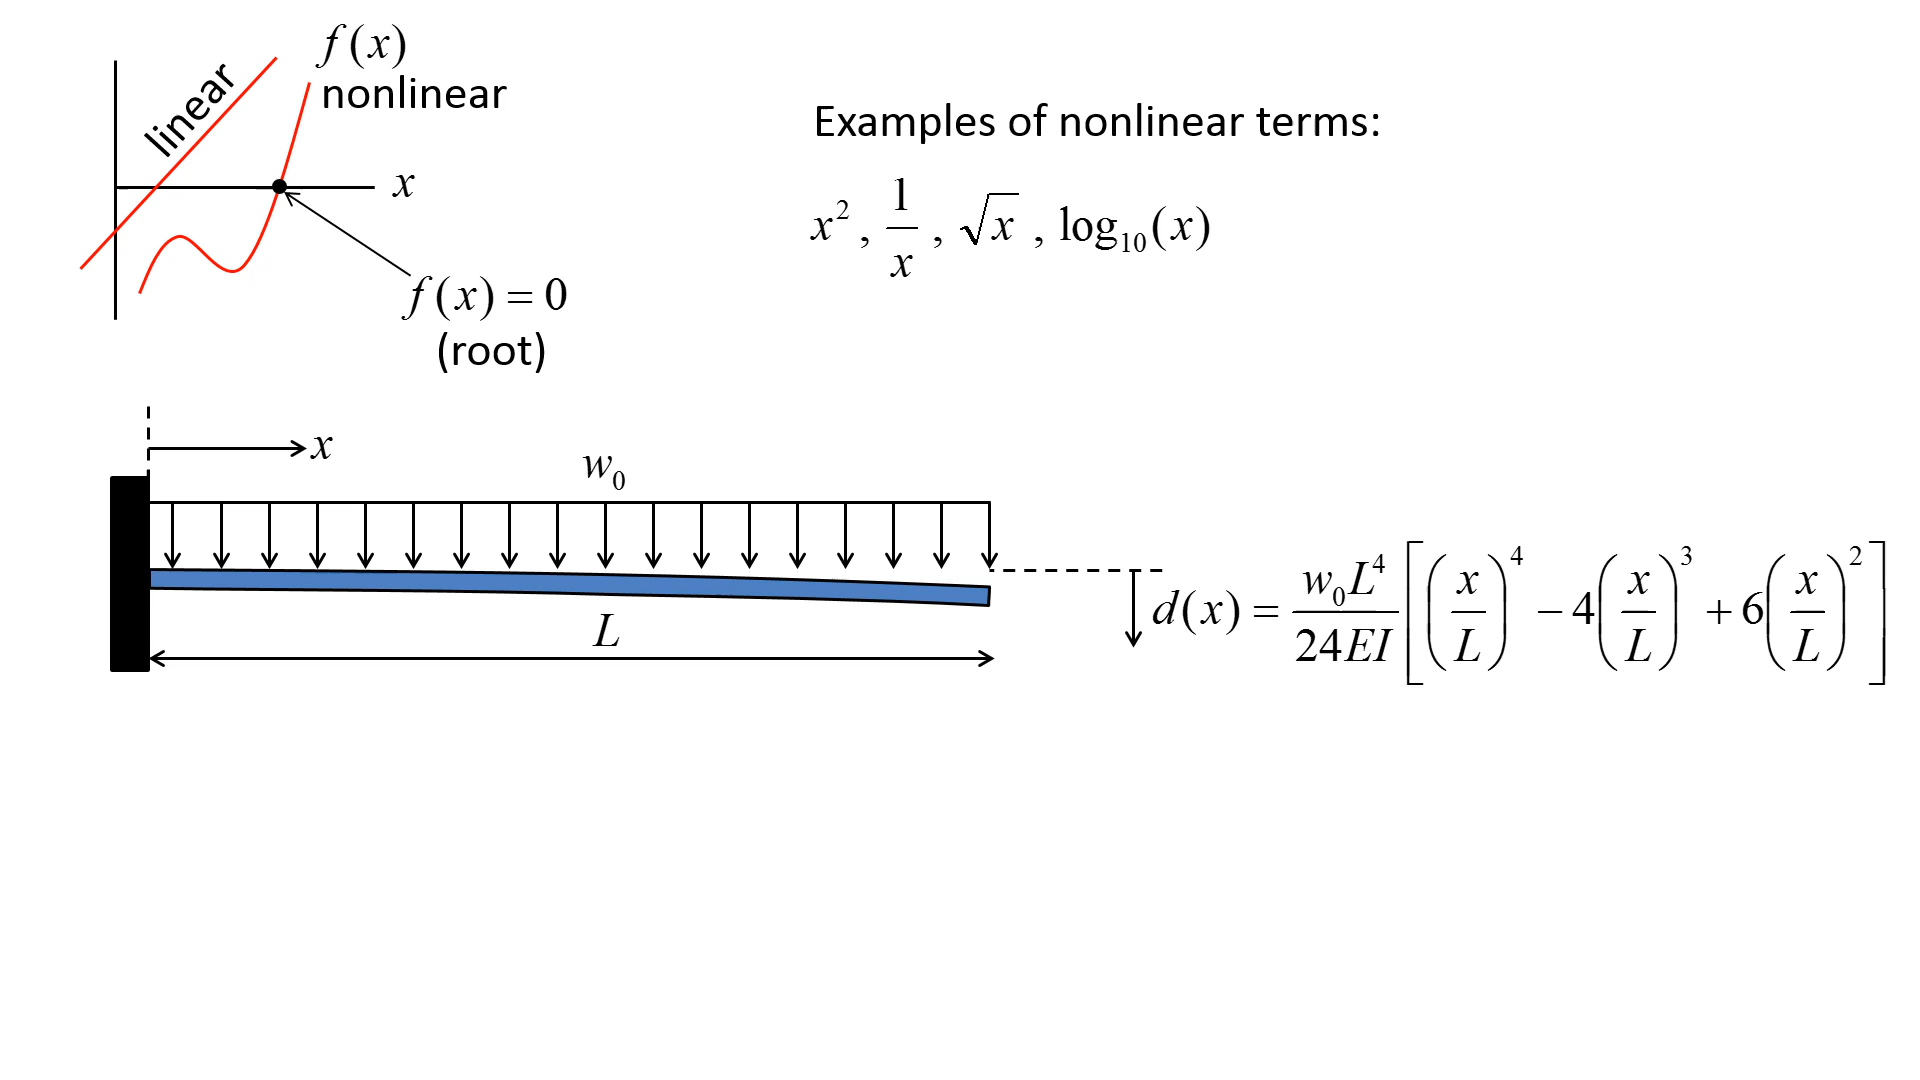 f(x)
nonlinear
linear
x
f(x) = 0
(root)
Examples of nonlinear terms:
x², 1/x, √x, log₁₀(x)
x
w₀
L
d(x) = w₀L⁴/24EI [(x/L)⁴ − 4(x/L)³ + 6(x/L)²]